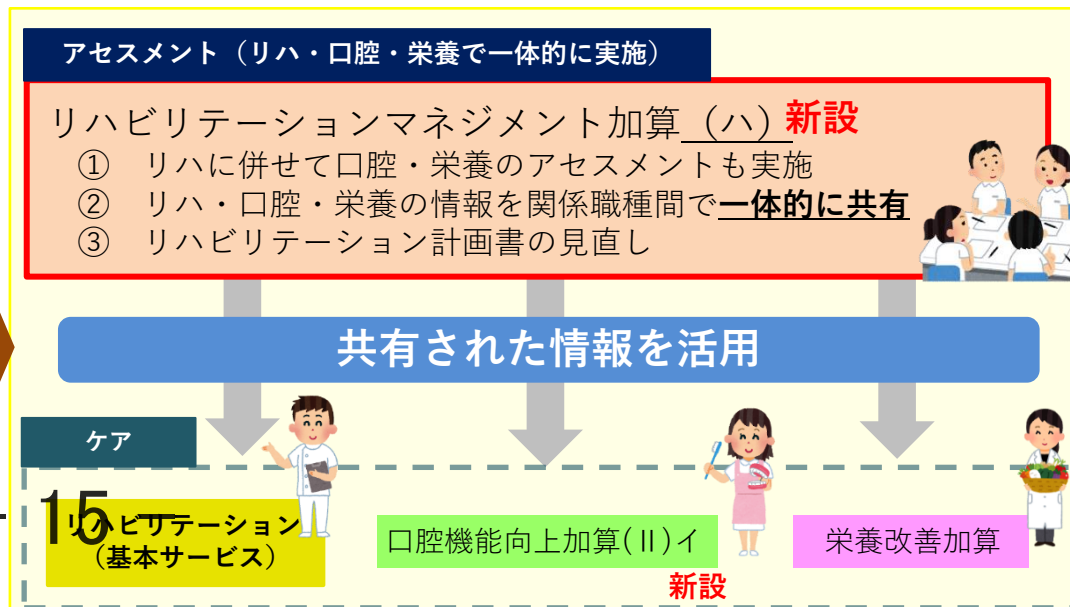 アセスメント（リハ・口腔・栄養で一体的に実施）
リハビリテーションマネジメント加算（ハ）新設
① リハに併せて口腔・栄養のアセスメントも実施
② リハ・口腔・栄養の情報を関係職種間で一体的に共有
③ リハビリテーション計画書の見直し
共有された情報を活用
ケア
15
リハビリテーション
（基本サービス）
口腔機能向上加算(Ⅱ)イ
新設
栄養改善加算